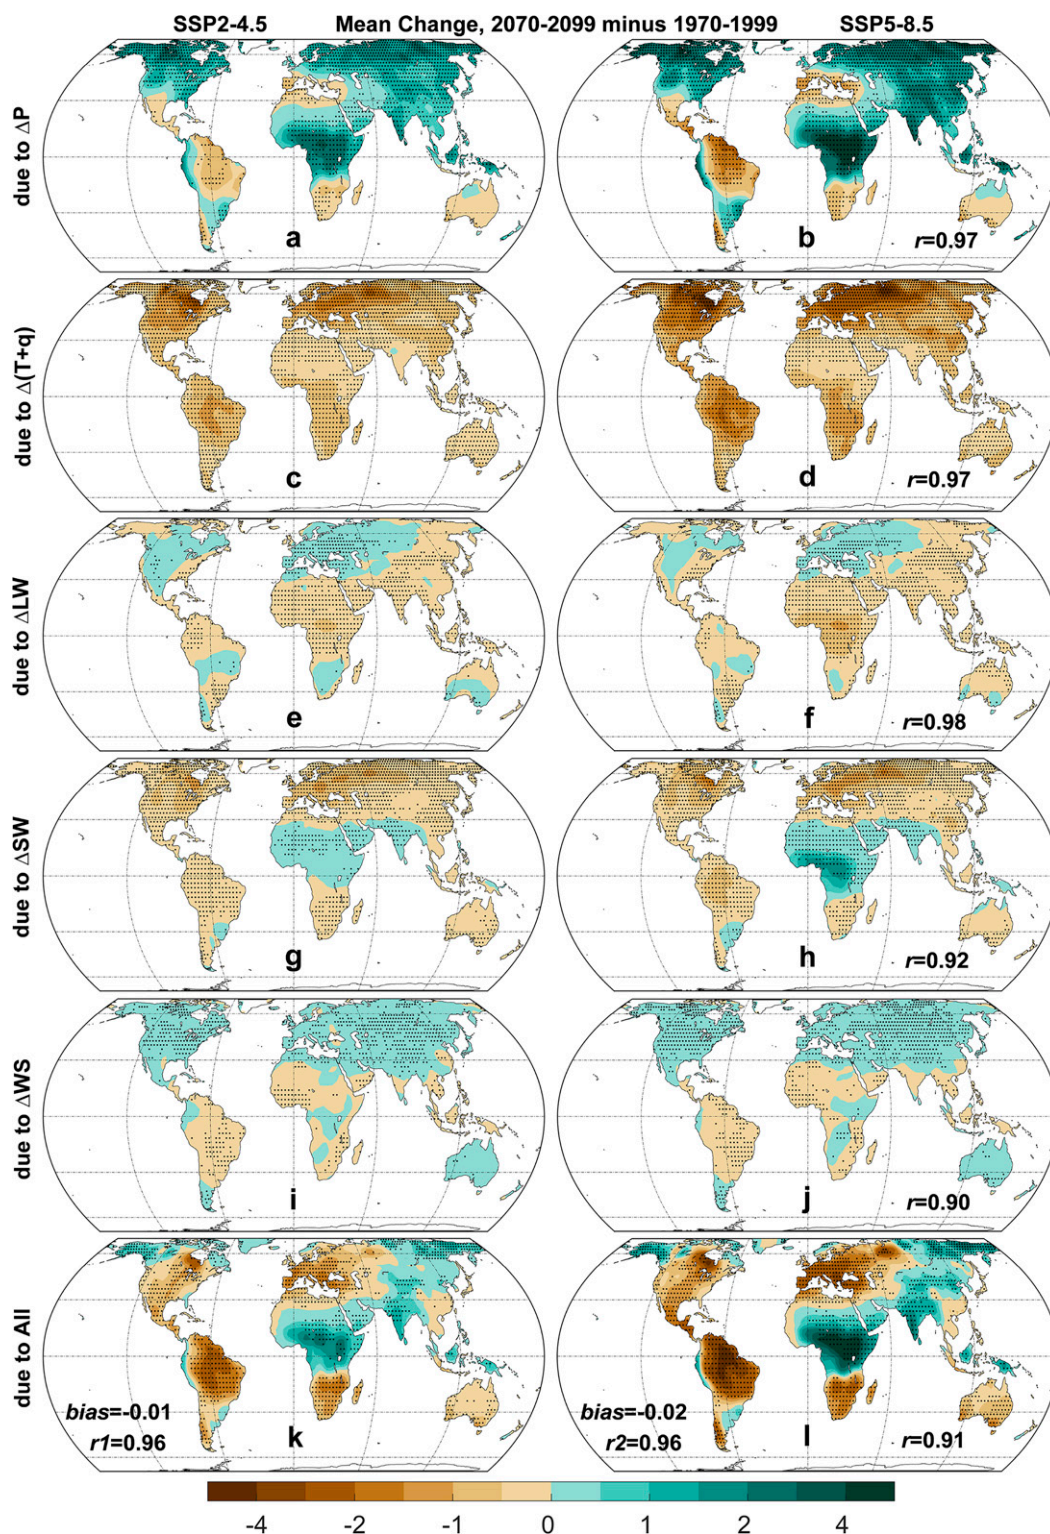 SSP2-4.5 Mean Change, 2070-2099 minus 1970-1999 SSP5-8.5
due to ΔP
a
b r=0.97
due to Δ(T+q)
c
d r=0.97
due to ΔLW
e
f r=0.98
due to ΔSW
g
h r=0.92
due to ΔWS
i
j r=0.90
due to All
bias=-0.01
r1=0.96 k
bias=-0.02
r2=0.96 l r=0.91
-4 -2 -1 0 1 2 4